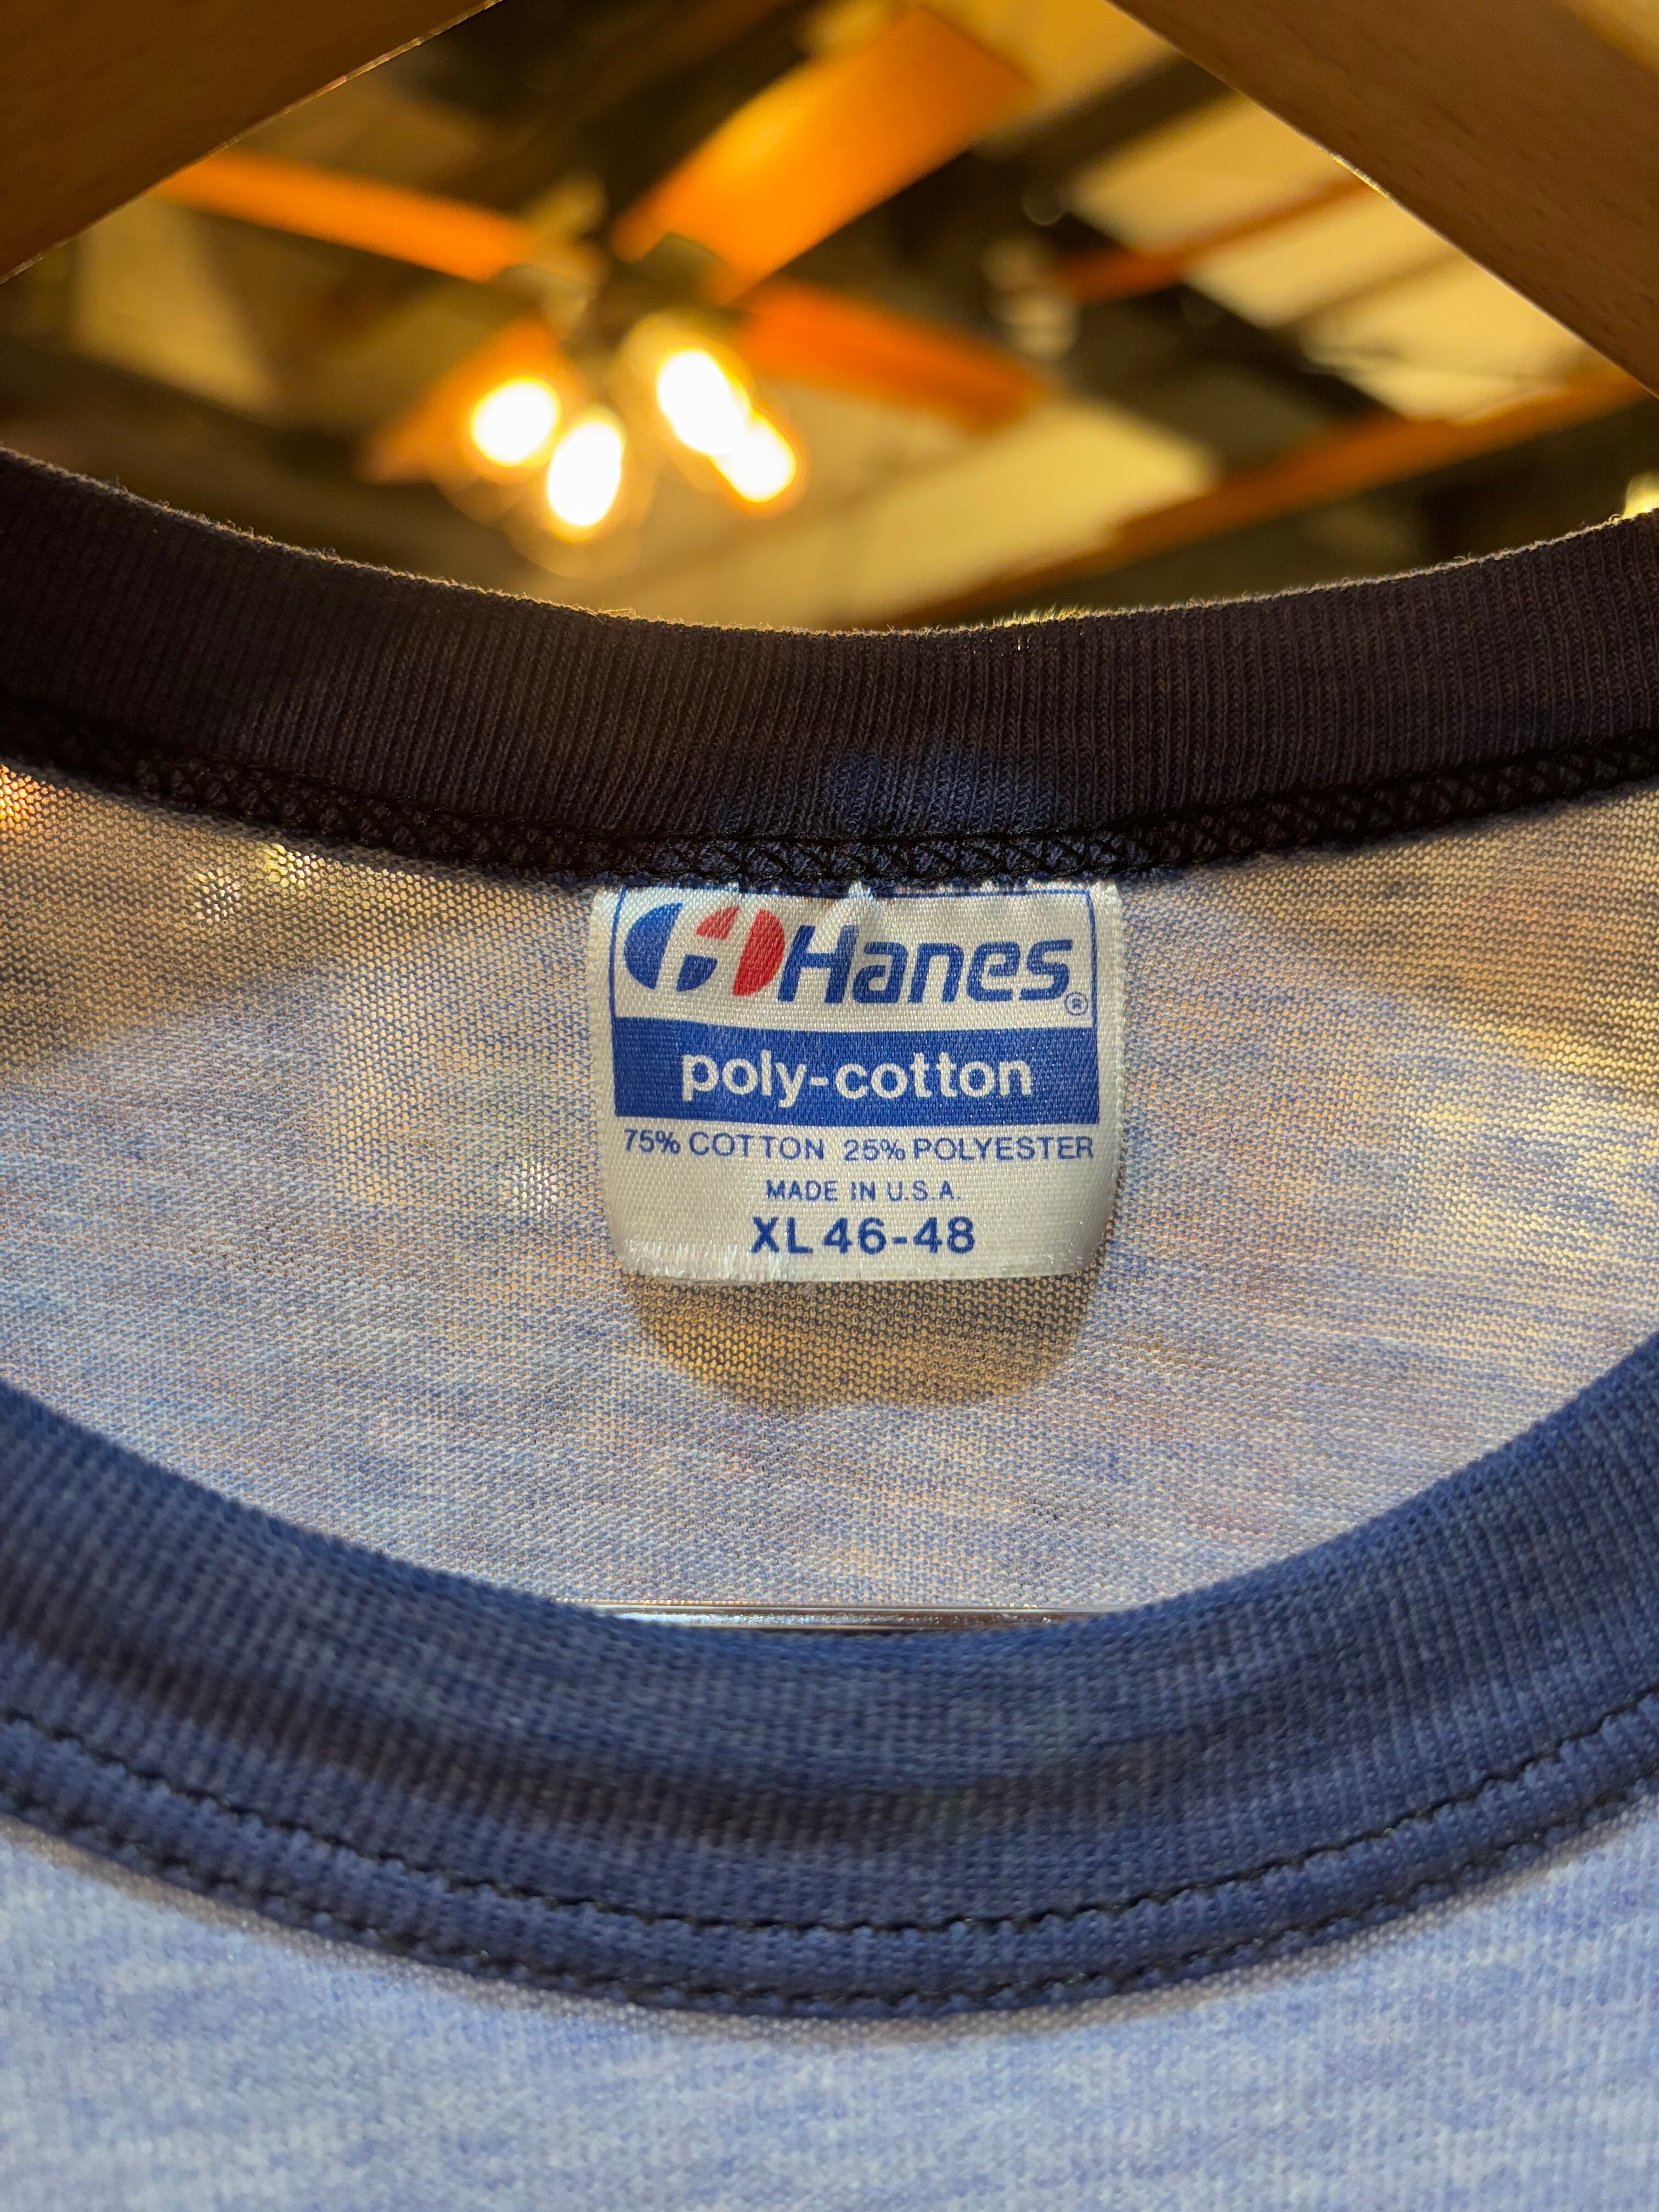 Hanes®
poly-cotton
75% COTTON 25% POLYESTER
MADE IN U.S.A.
XL 46-48